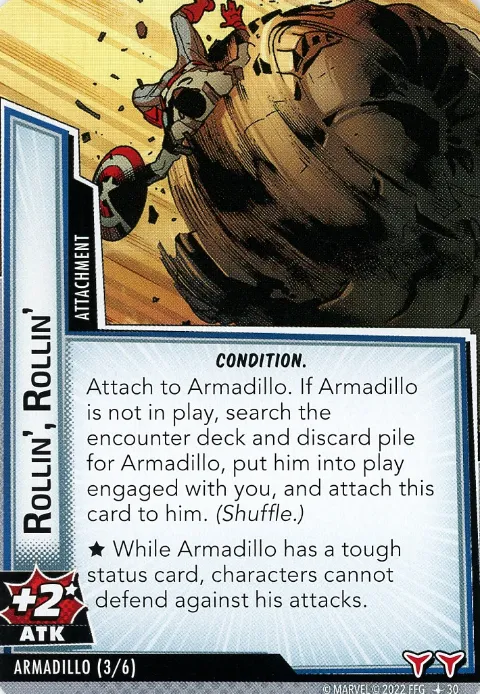 ATTACHMENT
ROLLIN', ROLLIN'
CONDITION.
Attach to Armadillo. If Armadillo
is not in play, search the
encounter deck and discard pile
for Armadillo, put him into play
engaged with you, and attach this
card to him. (Shuffle.)
★ While Armadillo has a tough
status card, characters cannot
defend against his attacks.
+2★
ATK
ARMADILLO (3/6)
© MARVEL © 2022 FFG 30